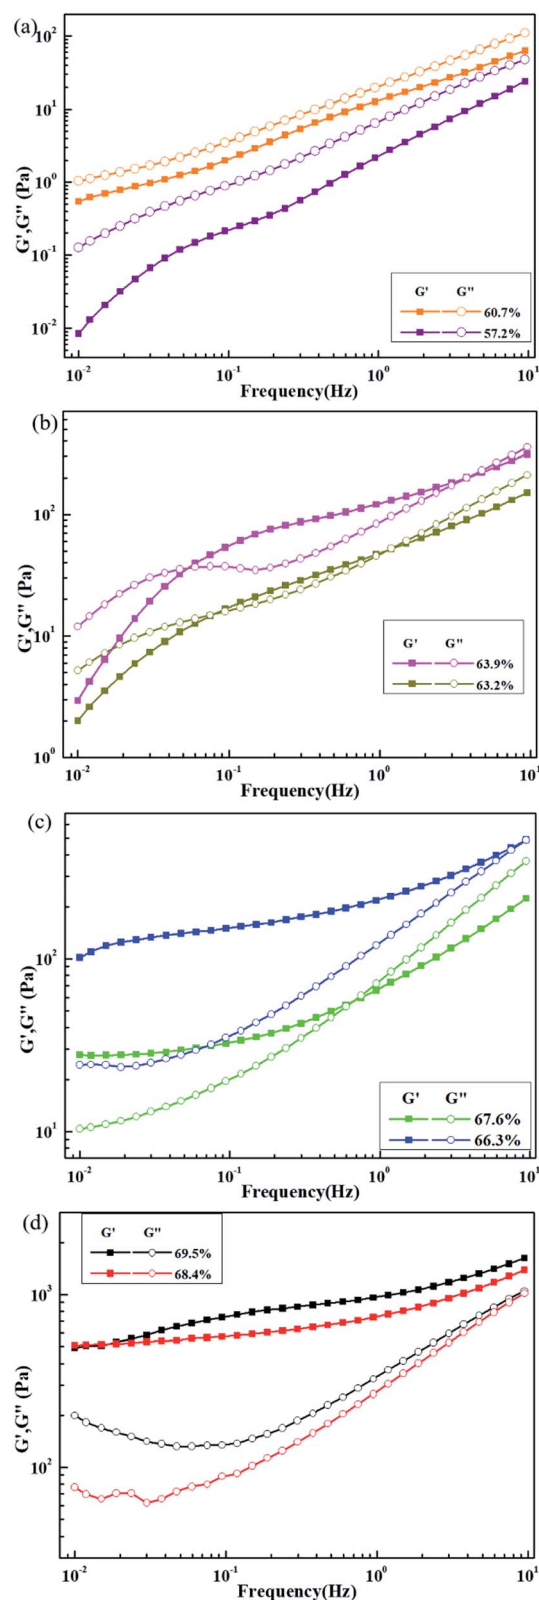 (a)
10²
10¹
10⁰
10⁻¹
10⁻²
G',G" (Pa)
G' G"
60.7%
57.2%
10⁻² 10⁻¹ 10⁰ 10¹
Frequency(Hz)
(b)
10²
10¹
10⁰
G',G" (Pa)
G' G"
63.9%
63.2%
10⁻² 10⁻¹ 10⁰ 10¹
Frequency(Hz)
(c)
10²
10¹
G',G" (Pa)
G' G"
67.6%
66.3%
10⁻² 10⁻¹ 10⁰ 10¹
Frequency(Hz)
(d)
G' G"
69.5%
68.4%
10³
10²
G',G" (Pa)
10⁻² 10⁻¹ 10⁰ 10¹
Frequency(Hz)